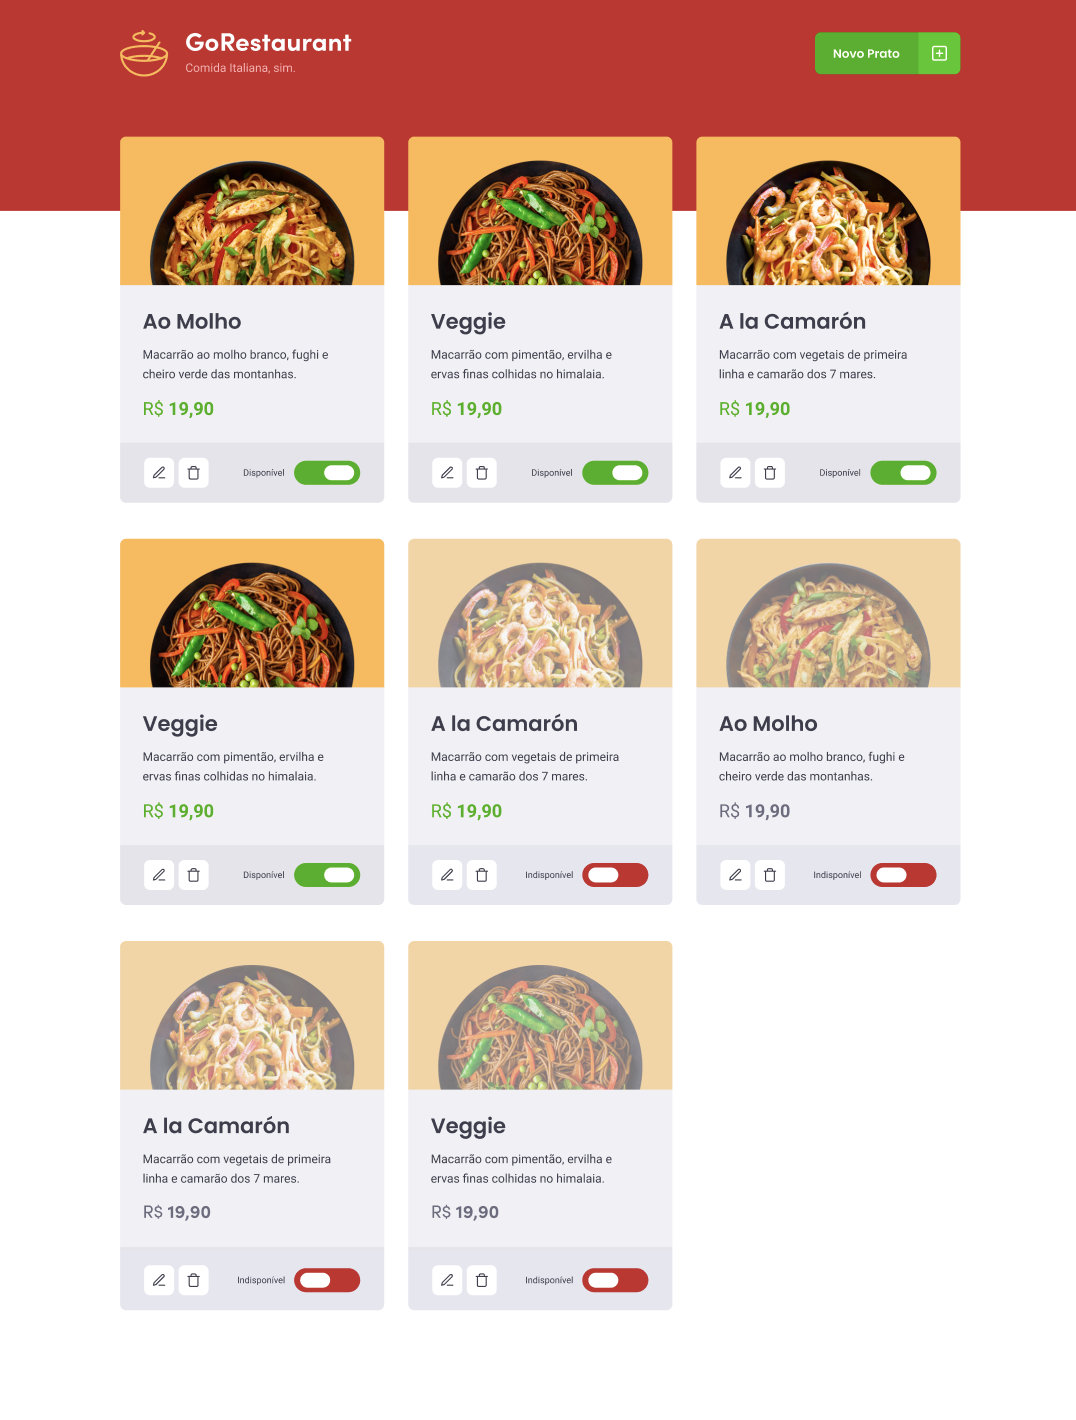 GoRestaurant
Comida Italiana, sim.
Novo Prato
Ao Molho
Macarrão ao molho branco, fughi e
cheiro verde das montanhas.
R$ 19,90
Disponível
Veggie
Macarrão com pimentão, ervilha e
ervas finas colhidas no himalaia.
R$ 19,90
Disponível
A la Camarón
Macarrão com vegetais de primeira
linha e camarão dos 7 mares.
R$ 19,90
Disponível
Veggie
Macarrão com pimentão, ervilha e
ervas finas colhidas no himalaia.
R$ 19,90
Disponível
A la Camarón
Macarrão com vegetais de primeira
linha e camarão dos 7 mares.
R$ 19,90
Indisponível
Ao Molho
Macarrão ao molho branco, fughi e
cheiro verde das montanhas.
R$ 19,90
Indisponível
A la Camarón
Macarrão com vegetais de primeira
linha e camarão dos 7 mares.
R$ 19,90
Indisponível
Veggie
Macarrão com pimentão, ervilha e
ervas finas colhidas no himalaia.
R$ 19,90
Indisponível